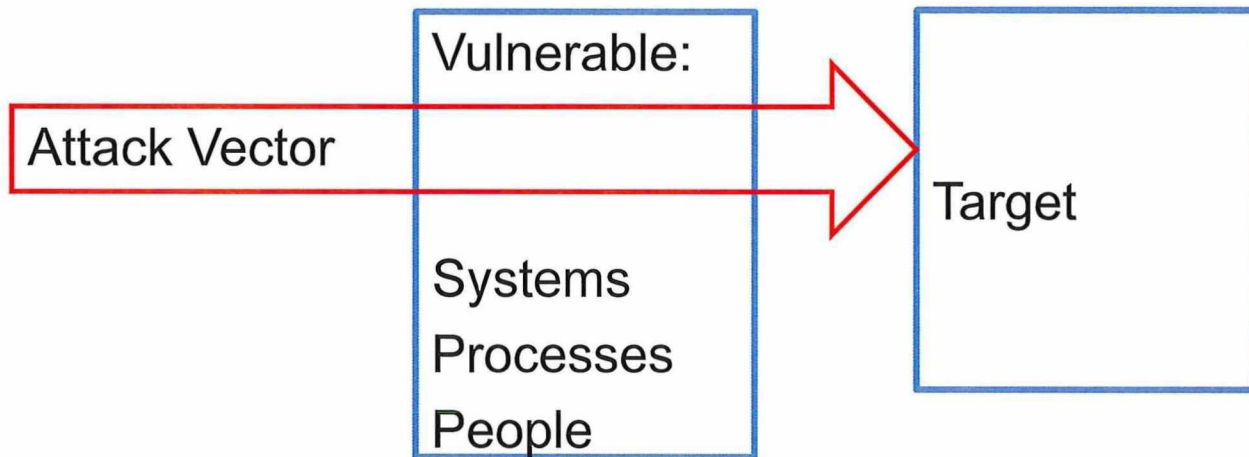 Vulnerable:
Attack Vector
Target
Systems
Processes
People